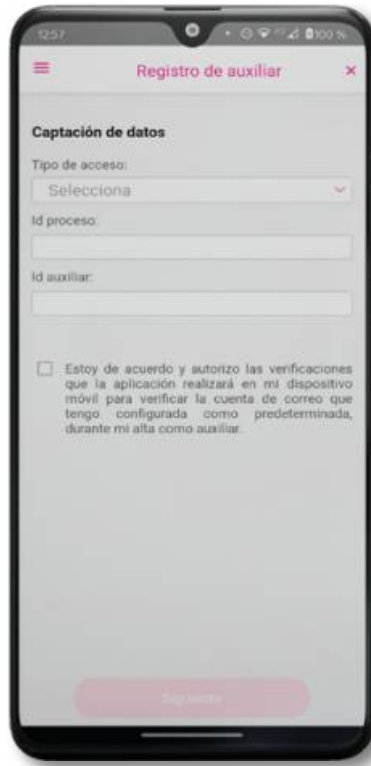 12:57
100 %
Registro de auxiliar
Captación de datos
Tipo de acceso:
Selecciona
Id proceso:
Id auxiliar:
Estoy de acuerdo y autorizo las verificaciones
que la aplicación realizará en mi dispositivo
móvil para verificar la cuenta de correo que
tengo configurada como predeterminada,
durante mi alta como auxiliar.
Siguiente